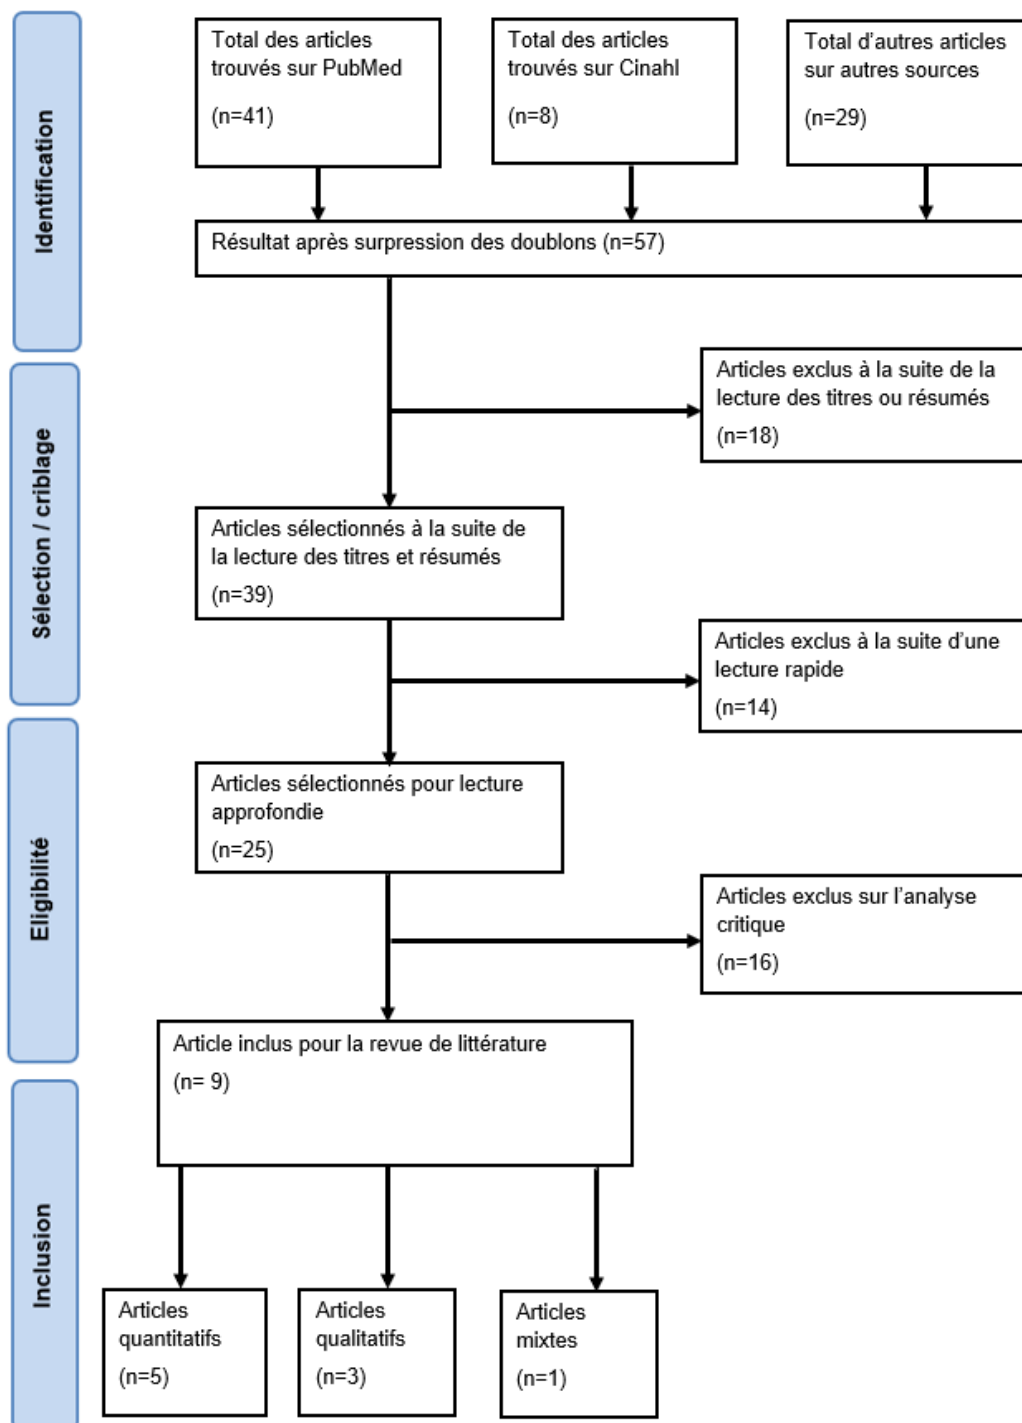 Identification
Total des articles
trouvés sur PubMed
(n=41)
Total des articles
trouvés sur Cinahl
(n=8)
Total d'autres articles
sur autres sources
(n=29)
Résultat après surpression des doublons (n=57)
Sélection / criblage
Articles exclus à la suite de la
lecture des titres ou résumés
(n=18)
Articles sélectionnés à la suite de
la lecture des titres et résumés
(n=39)
Articles exclus à la suite d'une
lecture rapide
(n=14)
Eligibilité
Articles sélectionnés pour lecture
approfondie
(n=25)
Articles exclus sur l'analyse
critique
(n=16)
Article inclus pour la revue de littérature
(n= 9)
Inclusion
Articles
quantitatifs
(n=5)
Articles
qualitatifs
(n=3)
Articles
mixtes
(n=1)